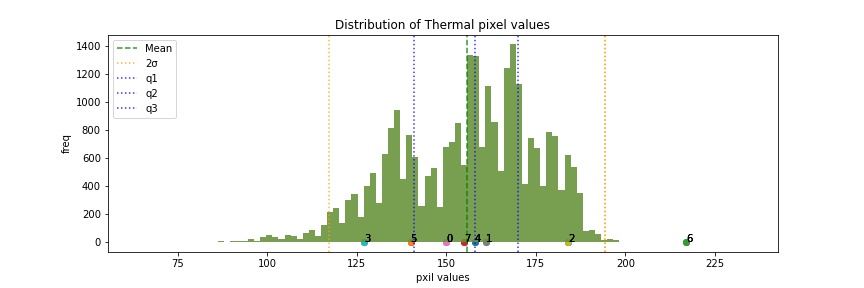 Distribution of Thermal pixel values
1400
1200
1000
800
600
400
200
0
freq
Mean
2σ
q1
q2
q3
3 5 0 7 4 1 2 6
75 100 125 150 175 200 225
pxil values